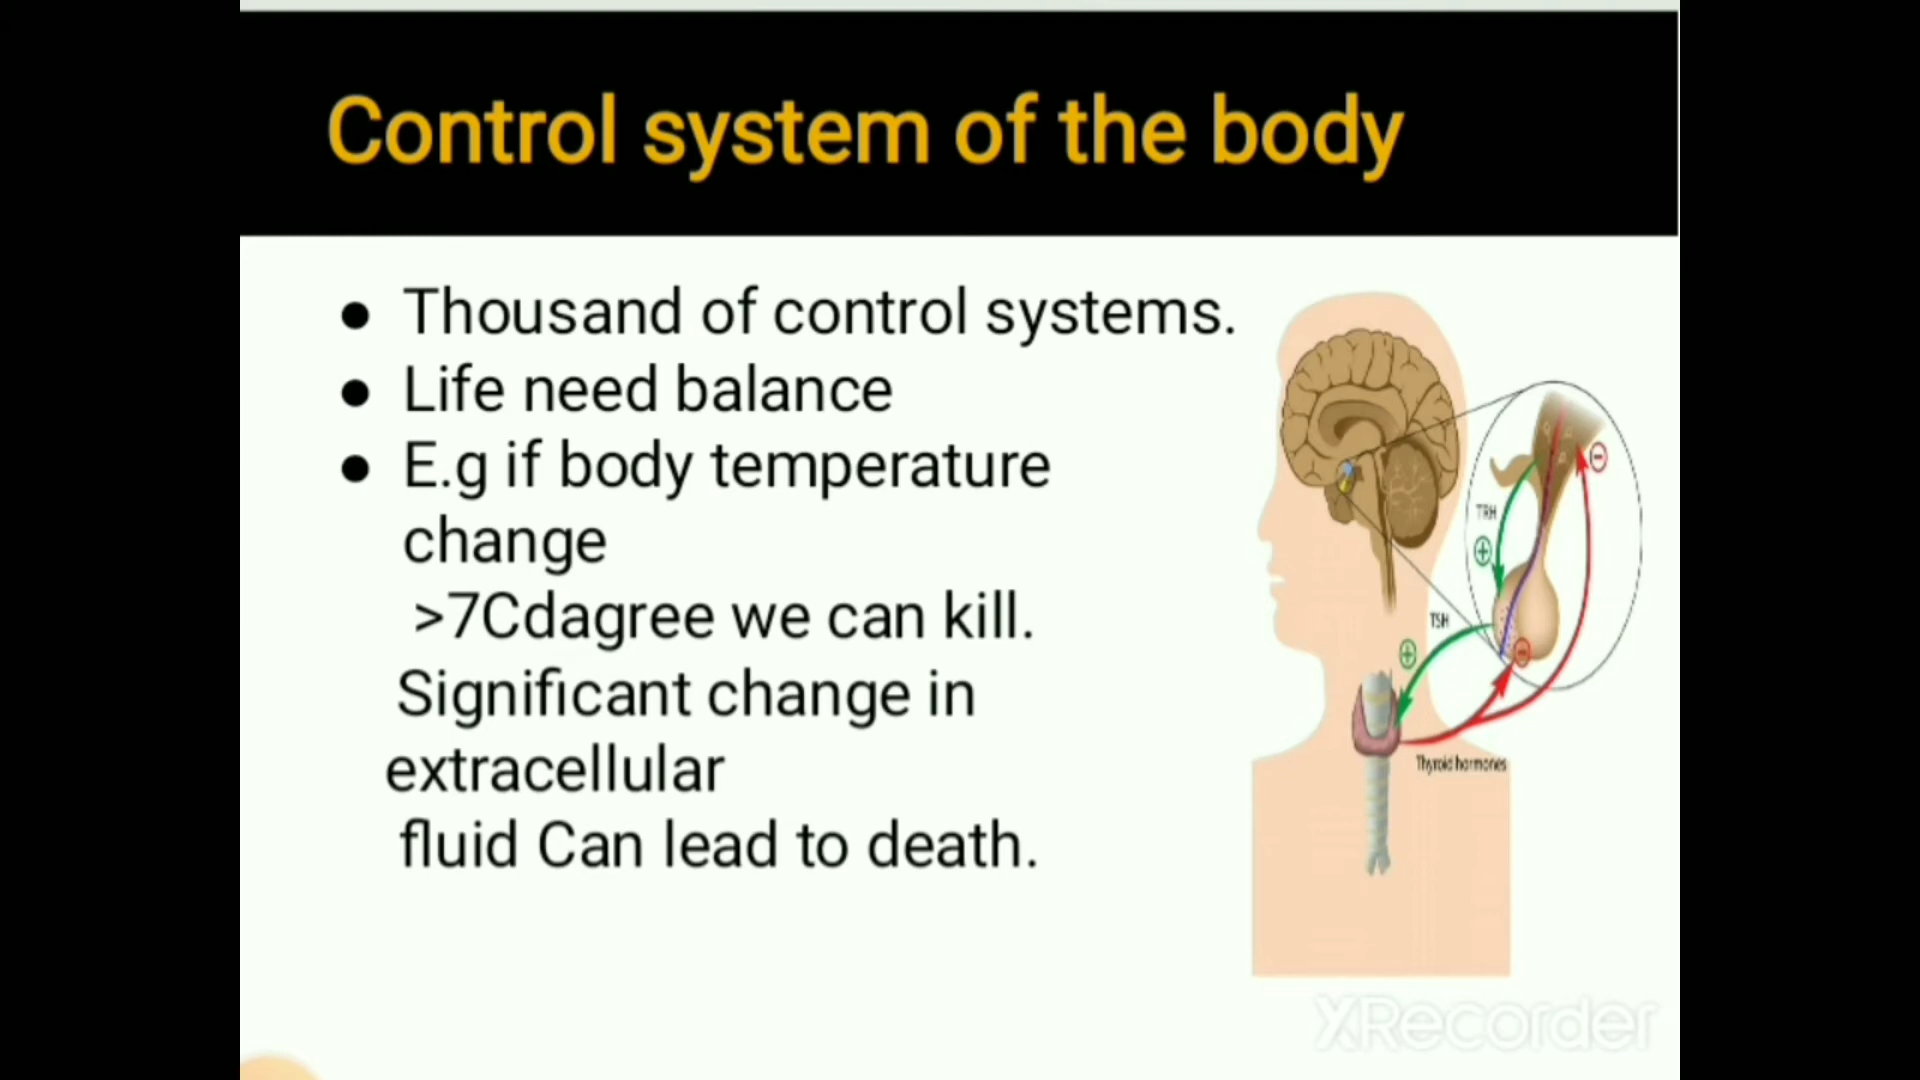 Control system of the body
● Thousand of control systems.
● Life need balance
● E.g if body temperature
change
>7Cdagree we can kill.
Significant change in
extracellular
fluid Can lead to death.
TRH
TSH
Thyroid hormones
XRecorder